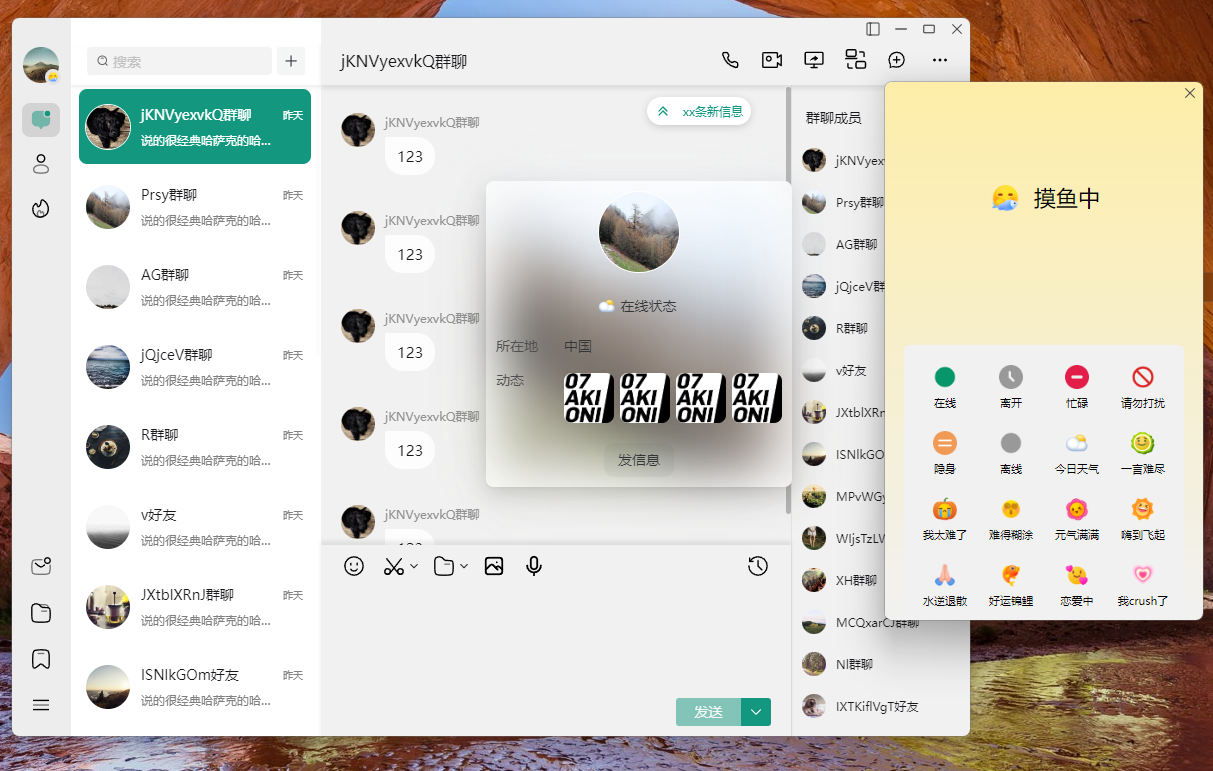 搜索
jKNVyexvkQ群聊
昨天
说的很经典哈萨克的哈...
Prsy群聊
昨天
说的很经典哈萨克的哈...
AG群聊
昨天
说的很经典哈萨克的哈...
jQjceV群聊
昨天
说的很经典哈萨克的哈...
R群聊
昨天
说的很经典哈萨克的哈...
v好友
昨天
说的很经典哈萨克的哈...
JXtblXRnJ群聊
昨天
说的很经典哈萨克的哈...
ISNlkGOm好友
昨天
说的很经典哈萨克的哈...
jKNVyexvkQ群聊
xx条新信息
jKNVyexvkQ群聊
123
jKNVyexvkQ群聊
123
jKNVyexvkQ群聊
123
jKNVyexvkQ群聊
123
jKNVyexvkQ群聊
123
在线状态
所在地 中国
动态
07 AKI ONI
07 AKI ONI
07 AKI ONI
07 AKI ONI
发信息
发送
群聊成员
jKNVyex
Prsy群聊
AG群聊
jQjceV群
R群聊
v好友
JXtblXRn
ISNlkGO
MPvWGy
WljsTzLV
XH群聊
MCQxarCJ群聊
Nl群聊
IXTKiflVgT好友
摸鱼中
在线 离开 忙碌 请勿打扰
隐身 离线 今日天气 一言难尽
我太难了 难得糊涂 元气满满 嗨到飞起
水逆退散 好运锦鲤 恋爱中 我crush了